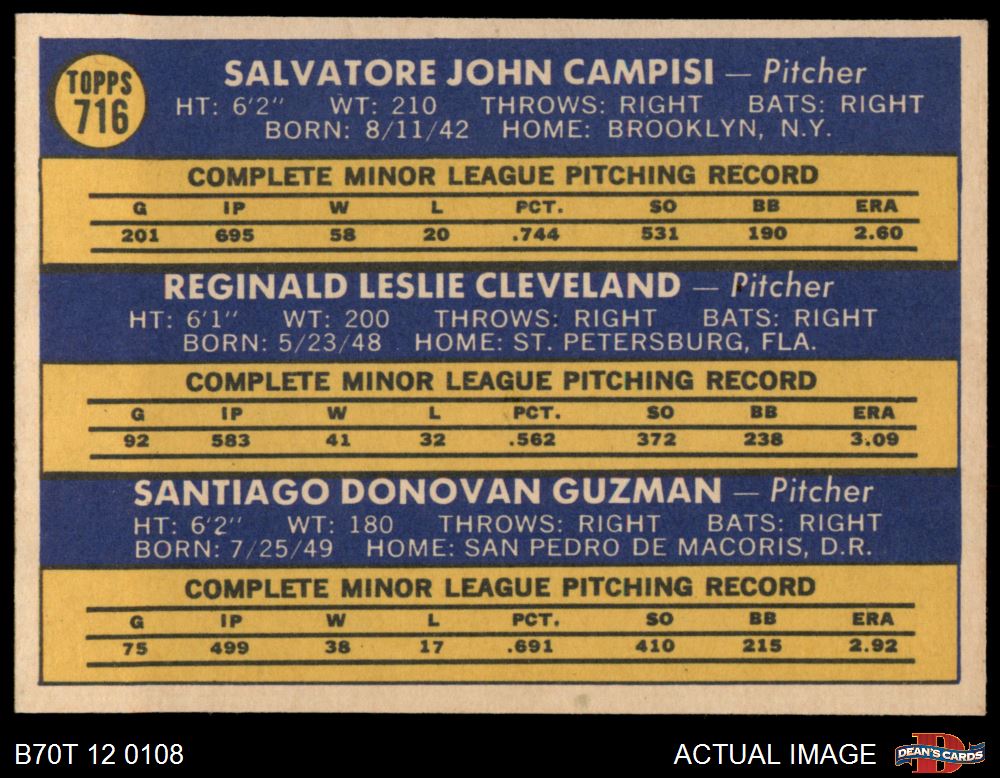 TOPPS
716
SALVATORE JOHN CAMPISI — Pitcher
HT: 6'2" WT: 210 THROWS: RIGHT BATS: RIGHT
BORN: 8/11/42 HOME: BROOKLYN, N.Y.
COMPLETE MINOR LEAGUE PITCHING RECORD
G IP W L PCT. SO BB ERA
201 695 58 20 .744 531 190 2.60
REGINALD LESLIE CLEVELAND — Pitcher
HT: 6'1" WT: 200 THROWS: RIGHT BATS: RIGHT
BORN: 5/23/48 HOME: ST. PETERSBURG, FLA.
COMPLETE MINOR LEAGUE PITCHING RECORD
G IP W L PCT. SO BB ERA
92 583 41 32 .562 372 238 3.09
SANTIAGO DONOVAN GUZMAN — Pitcher
HT: 6'2" WT: 180 THROWS: RIGHT BATS: RIGHT
BORN: 7/25/49 HOME: SAN PEDRO DE MACORIS, D.R.
COMPLETE MINOR LEAGUE PITCHING RECORD
G IP W L PCT. SO BB ERA
75 499 38 17 .691 410 215 2.92
B70T 12 0108 ACTUAL IMAGE DEAN'S CARDS